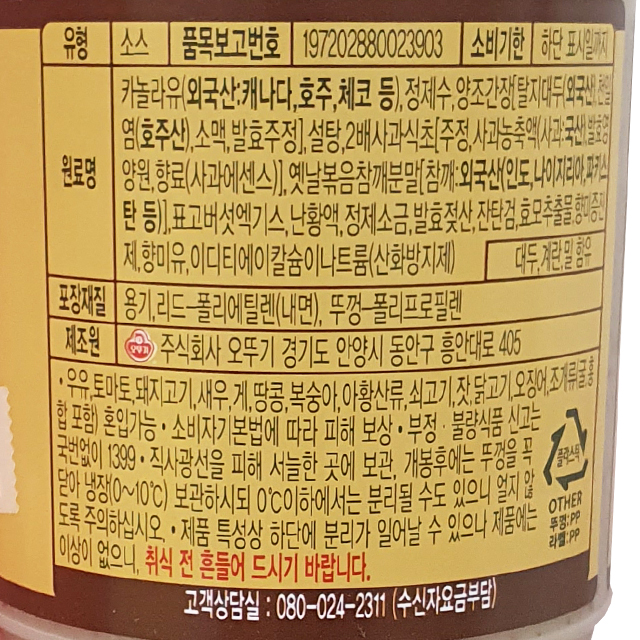 유형 소스 품목보고번호 197202880023903 소비기한 하단 표시일까지
원료명
카놀라유(외국산:캐나다,호주,체코 등),정제수,양조간장[탈지대두(외국산),천일
염(호주산),소맥,발효주정],설탕,2배사과식초[주정,사과농축액(사과:국산),발효영
양원,향료(사과에센스)],옛날볶음참깨분말[참깨:외국산(인도,나이지리아,파키스
탄 등)],표고버섯엑기스,난황액,정제소금,발효젖산,잔탄검,효모추출물,향미증진
제,향미유,이디티에이칼슘이나트륨(산화방지제) 대두,계란,밀 함유
포장재질 용기,리드-폴리에틸렌(내면), 뚜껑-폴리프로필렌
제조원 오뚜기 주식회사 오뚜기 경기도 안양시 동안구 흥안대로 405
• 우유,토마토,돼지고기,새우,게,땅콩,복숭아,아황산류,쇠고기,잣,닭고기,오징어,조개류(굴,홍
합 포함) 혼입가능 • 소비자기본법에 따라 피해 보상 • 부정·불량식품 신고는
국번없이 1399 • 직사광선을 피해 서늘한 곳에 보관, 개봉후에는 뚜껑을 꼭
닫아 냉장(0~10℃) 보관하시되 0℃이하에서는 분리될 수도 있으니 얼지 않
도록 주의하십시오. • 제품 특성상 하단에 분리가 일어날 수 있으나 제품에는
이상이 없으니, 취식 전 흔들어 드시기 바랍니다.
플라스틱
OTHER
뚜껑:PP
라벨:PP
고객상담실 : 080-024-2311 (수신자요금부담)